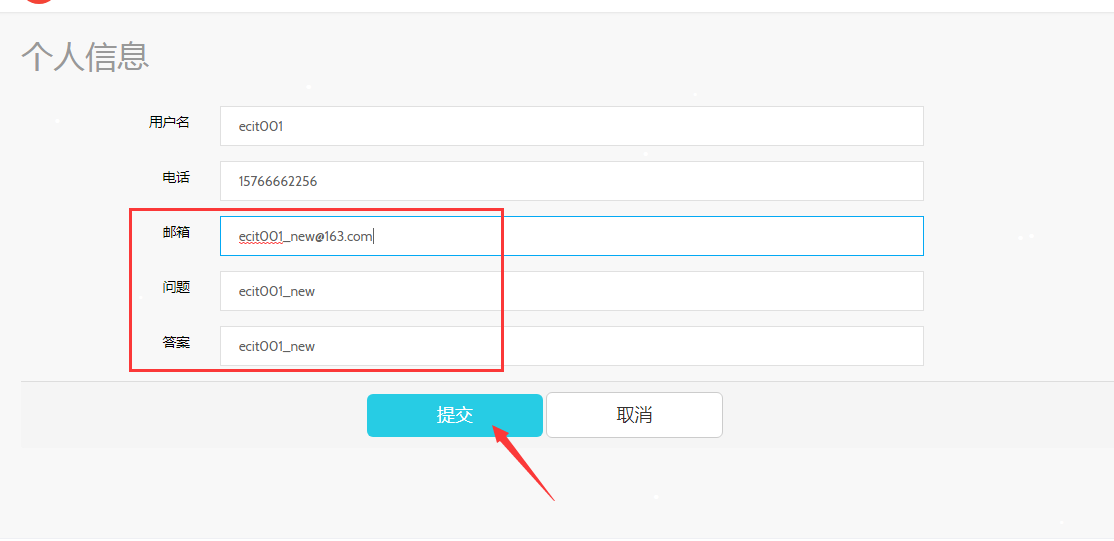 个人信息
用户名 ecit001
电话 15766662256
邮箱 ecit001_new@163.com
问题 ecit001_new
答案 ecit001_new
提交 取消